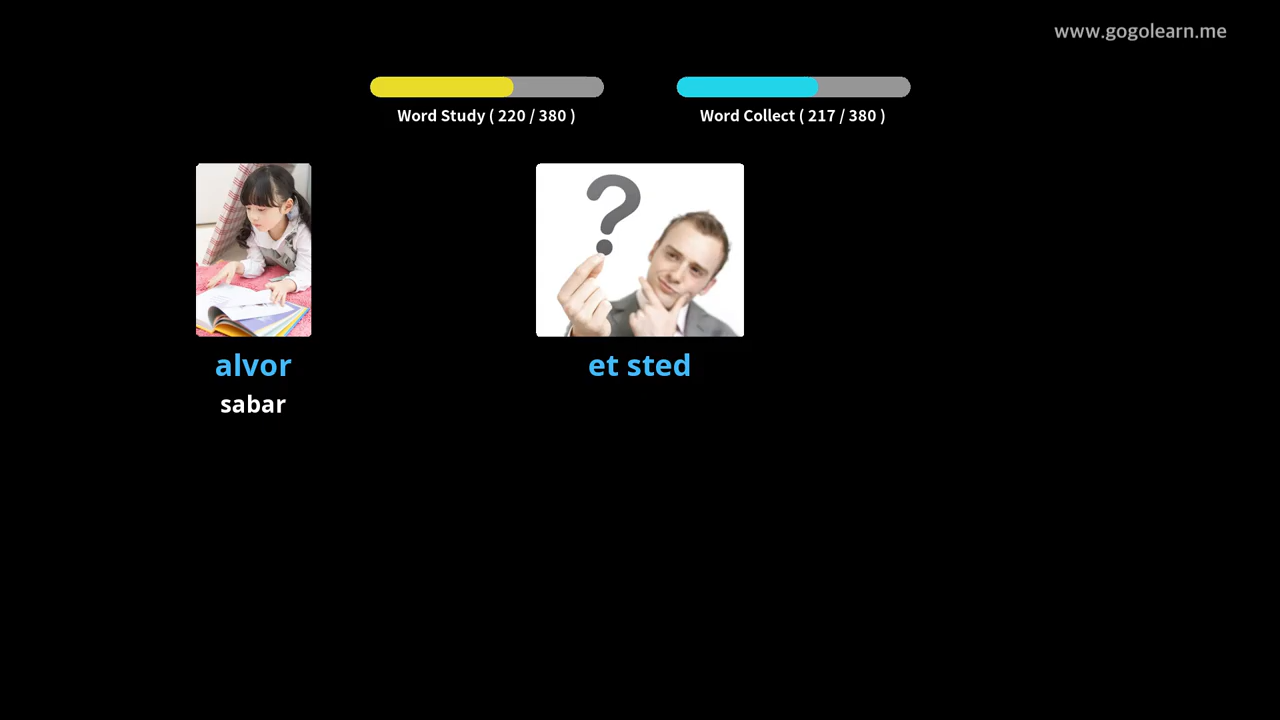 www.gogolearn.me
Word Study ( 220 / 380 )
Word Collect ( 217 / 380 )
?
alvor
et sted
sabar